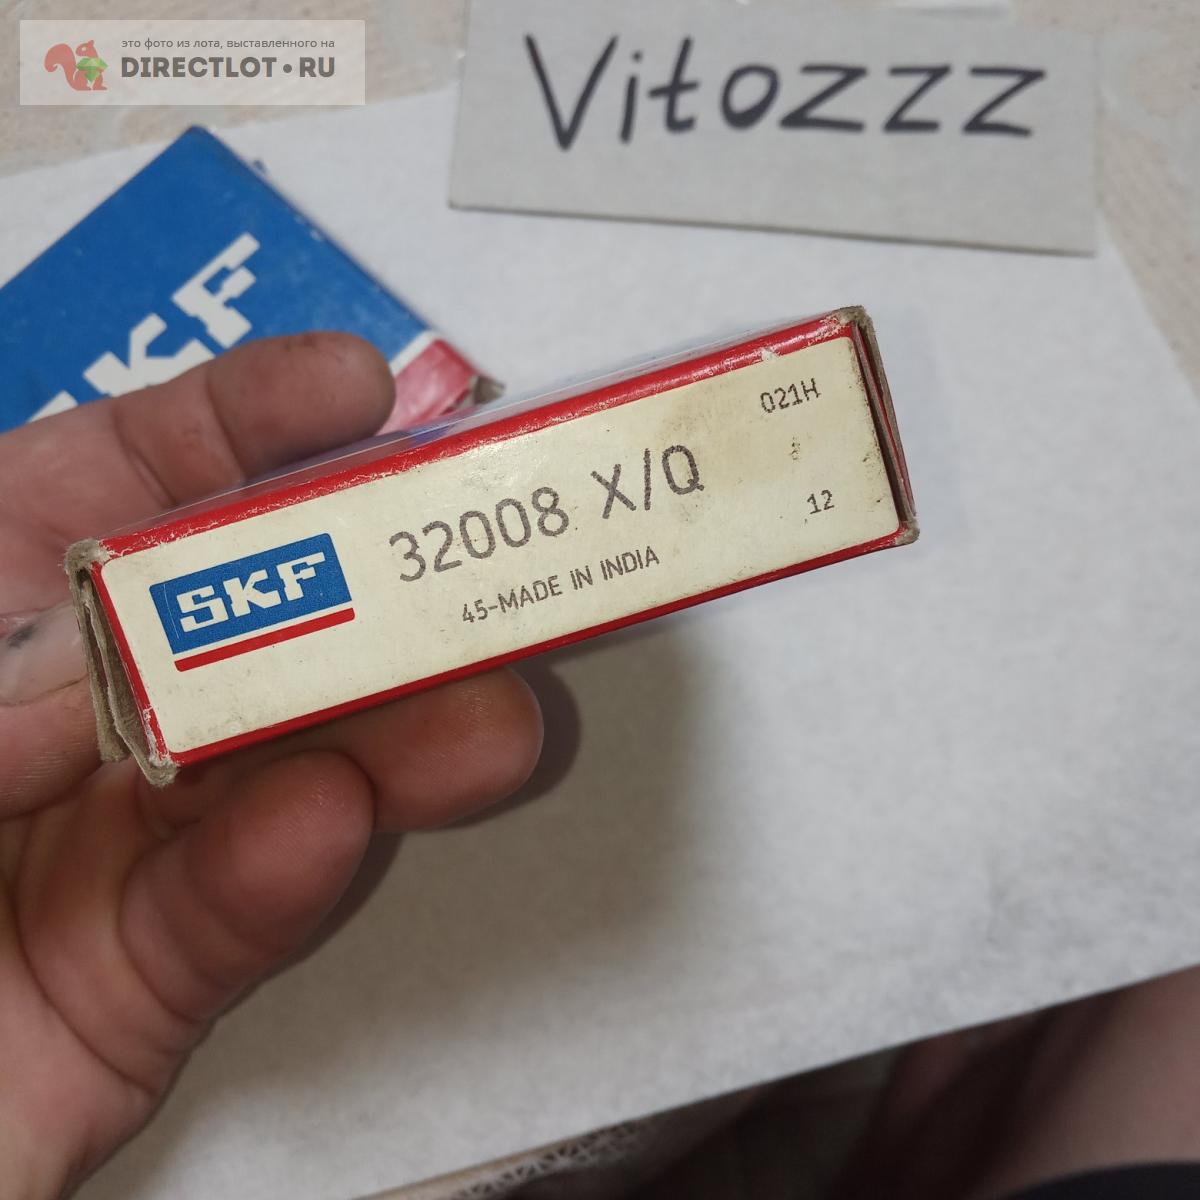 это фото из лота, выставленного на
DIRECTLOT•RU
Vitozzz
SKF
021H
32008 X/Q
12
SKF
45-MADE IN INDIA